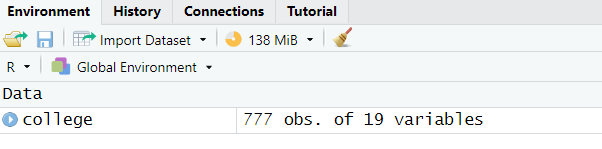 Environment History Connections Tutorial
Import Dataset 138 MiB
R Global Environment
Data
college 777 obs. of 19 variables